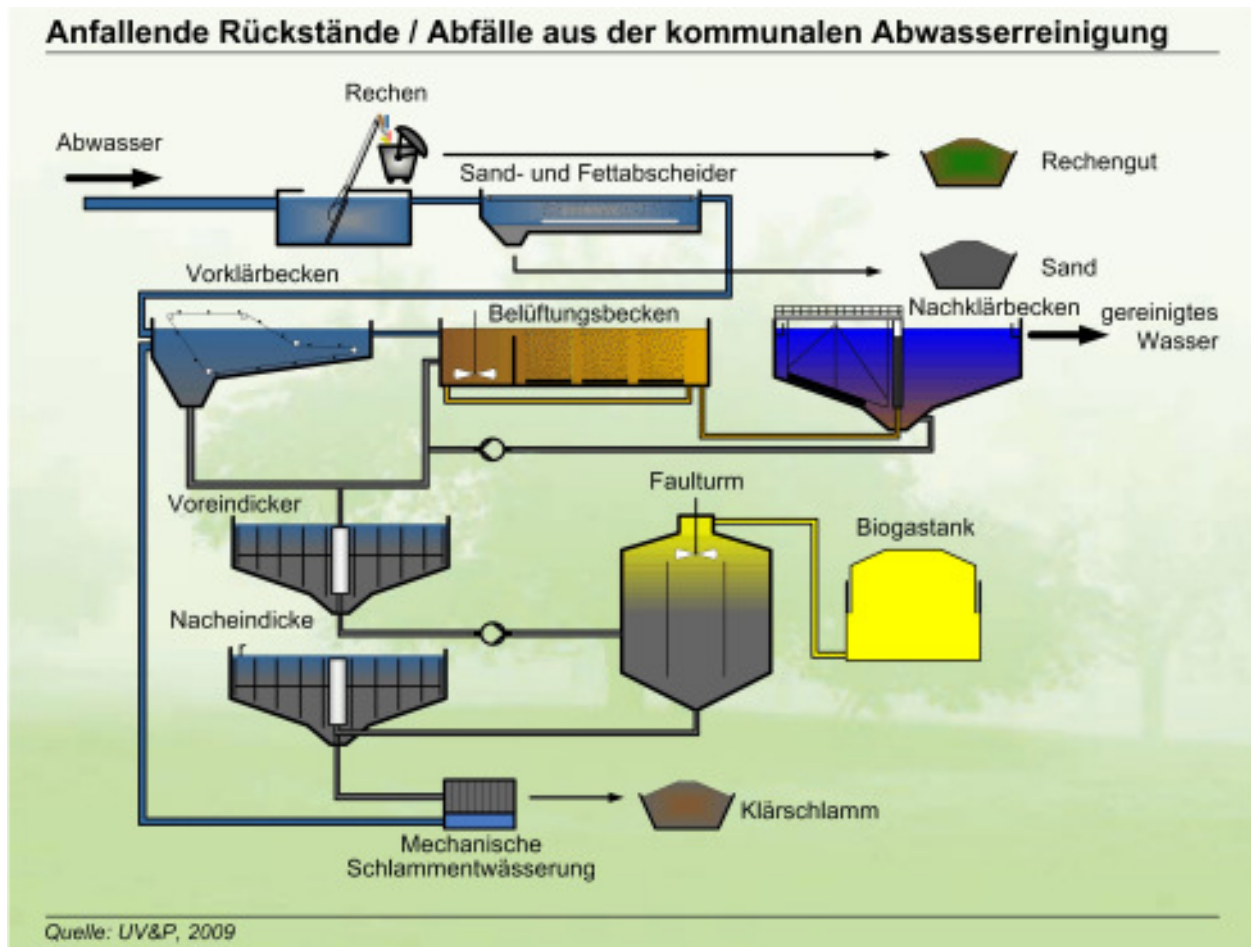 Anfallende Rückstände / Abfälle aus der kommunalen Abwasserreinigung
Rechen
Abwasser
Sand- und Fettabscheider
Rechengut
Vorklärbecken
Sand
Belüftungsbecken
Nachklärbecken
gereinigtes
Wasser
Voreindicker
Faulturm
Biogastank
Nacheindicke
r
Klärschlamm
Mechanische
Schlammentwässerung
Quelle: UV&P, 2009